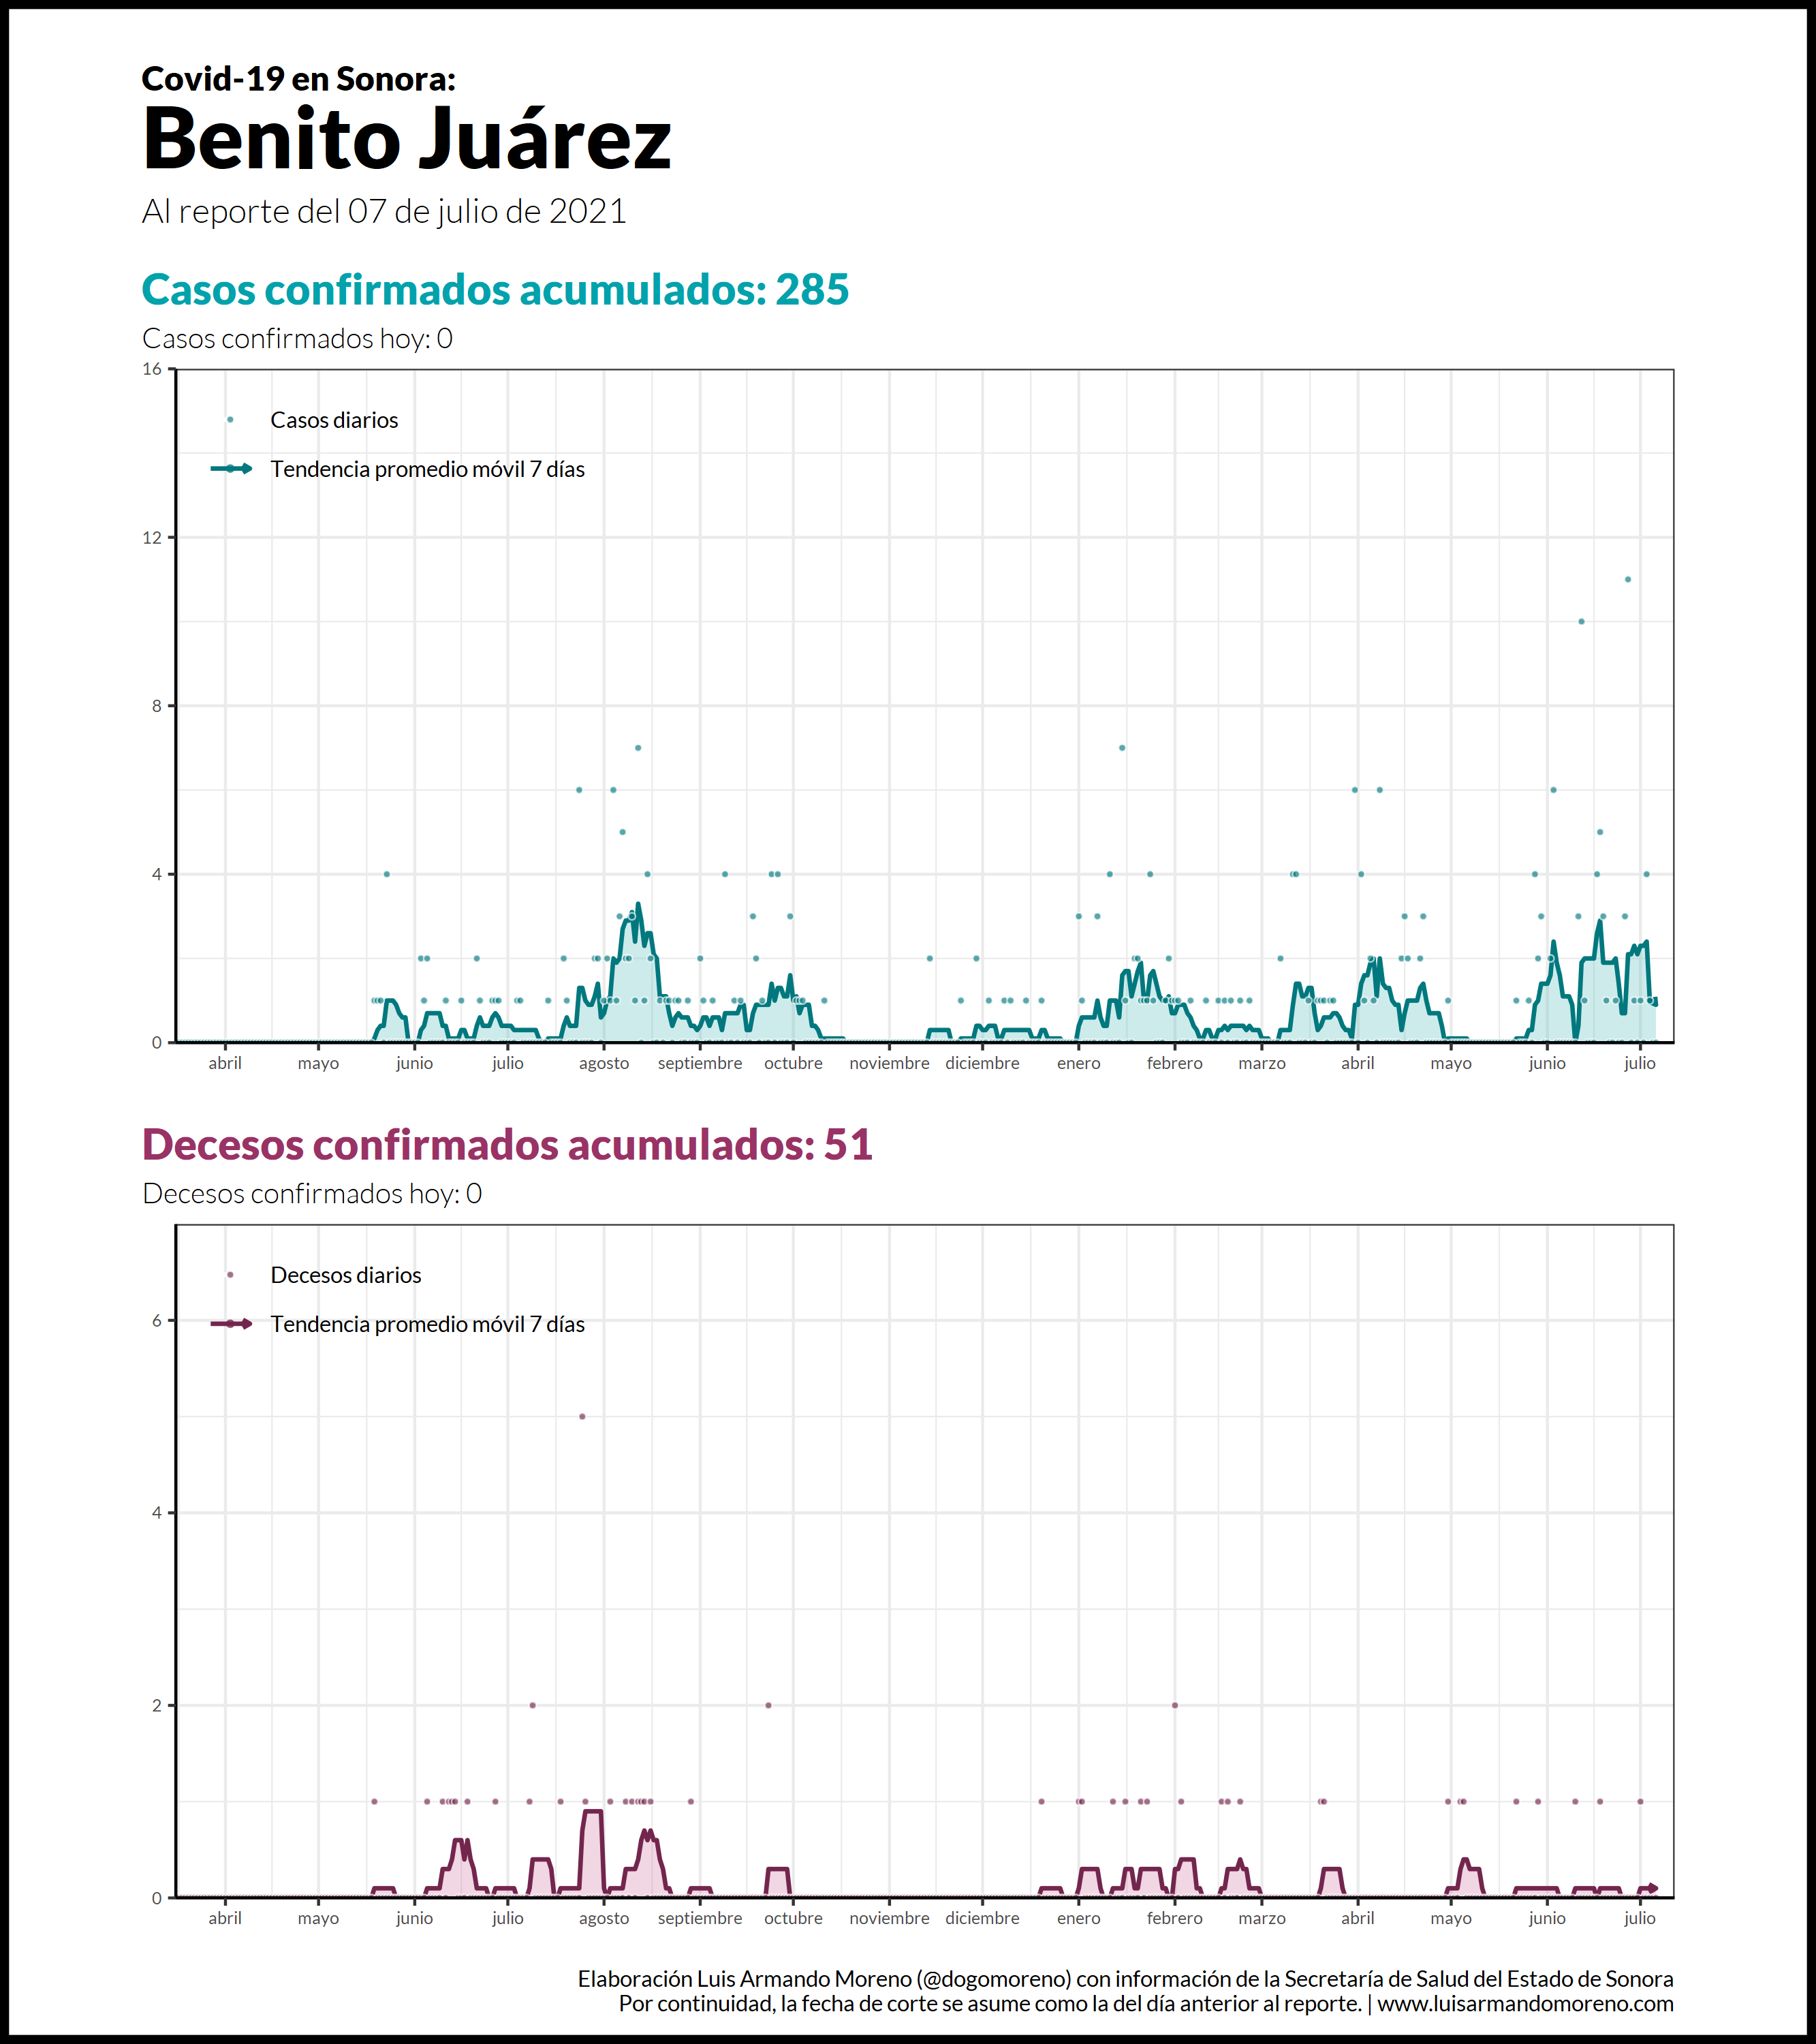 Covid-19 en Sonora:
Benito Juárez
Al reporte del 07 de julio de 2021
Casos confirmados acumulados: 285
Casos confirmados hoy: 0
16
12
8
4
0
Casos diarios
Tendencia promedio móvil 7 días
abril mayo junio julio agosto septiembre octubre noviembre diciembre enero febrero marzo abril mayo junio julio
Decesos confirmados acumulados: 51
Decesos confirmados hoy: 0
6
4
2
0
Decesos diarios
Tendencia promedio móvil 7 días
abril mayo junio julio agosto septiembre octubre noviembre diciembre enero febrero marzo abril mayo junio julio
Elaboración Luis Armando Moreno (@dogomoreno) con información de la Secretaría de Salud del Estado de Sonora
Por continuidad, la fecha de corte se asume como la del día anterior al reporte. | www.luisarmandomoreno.com